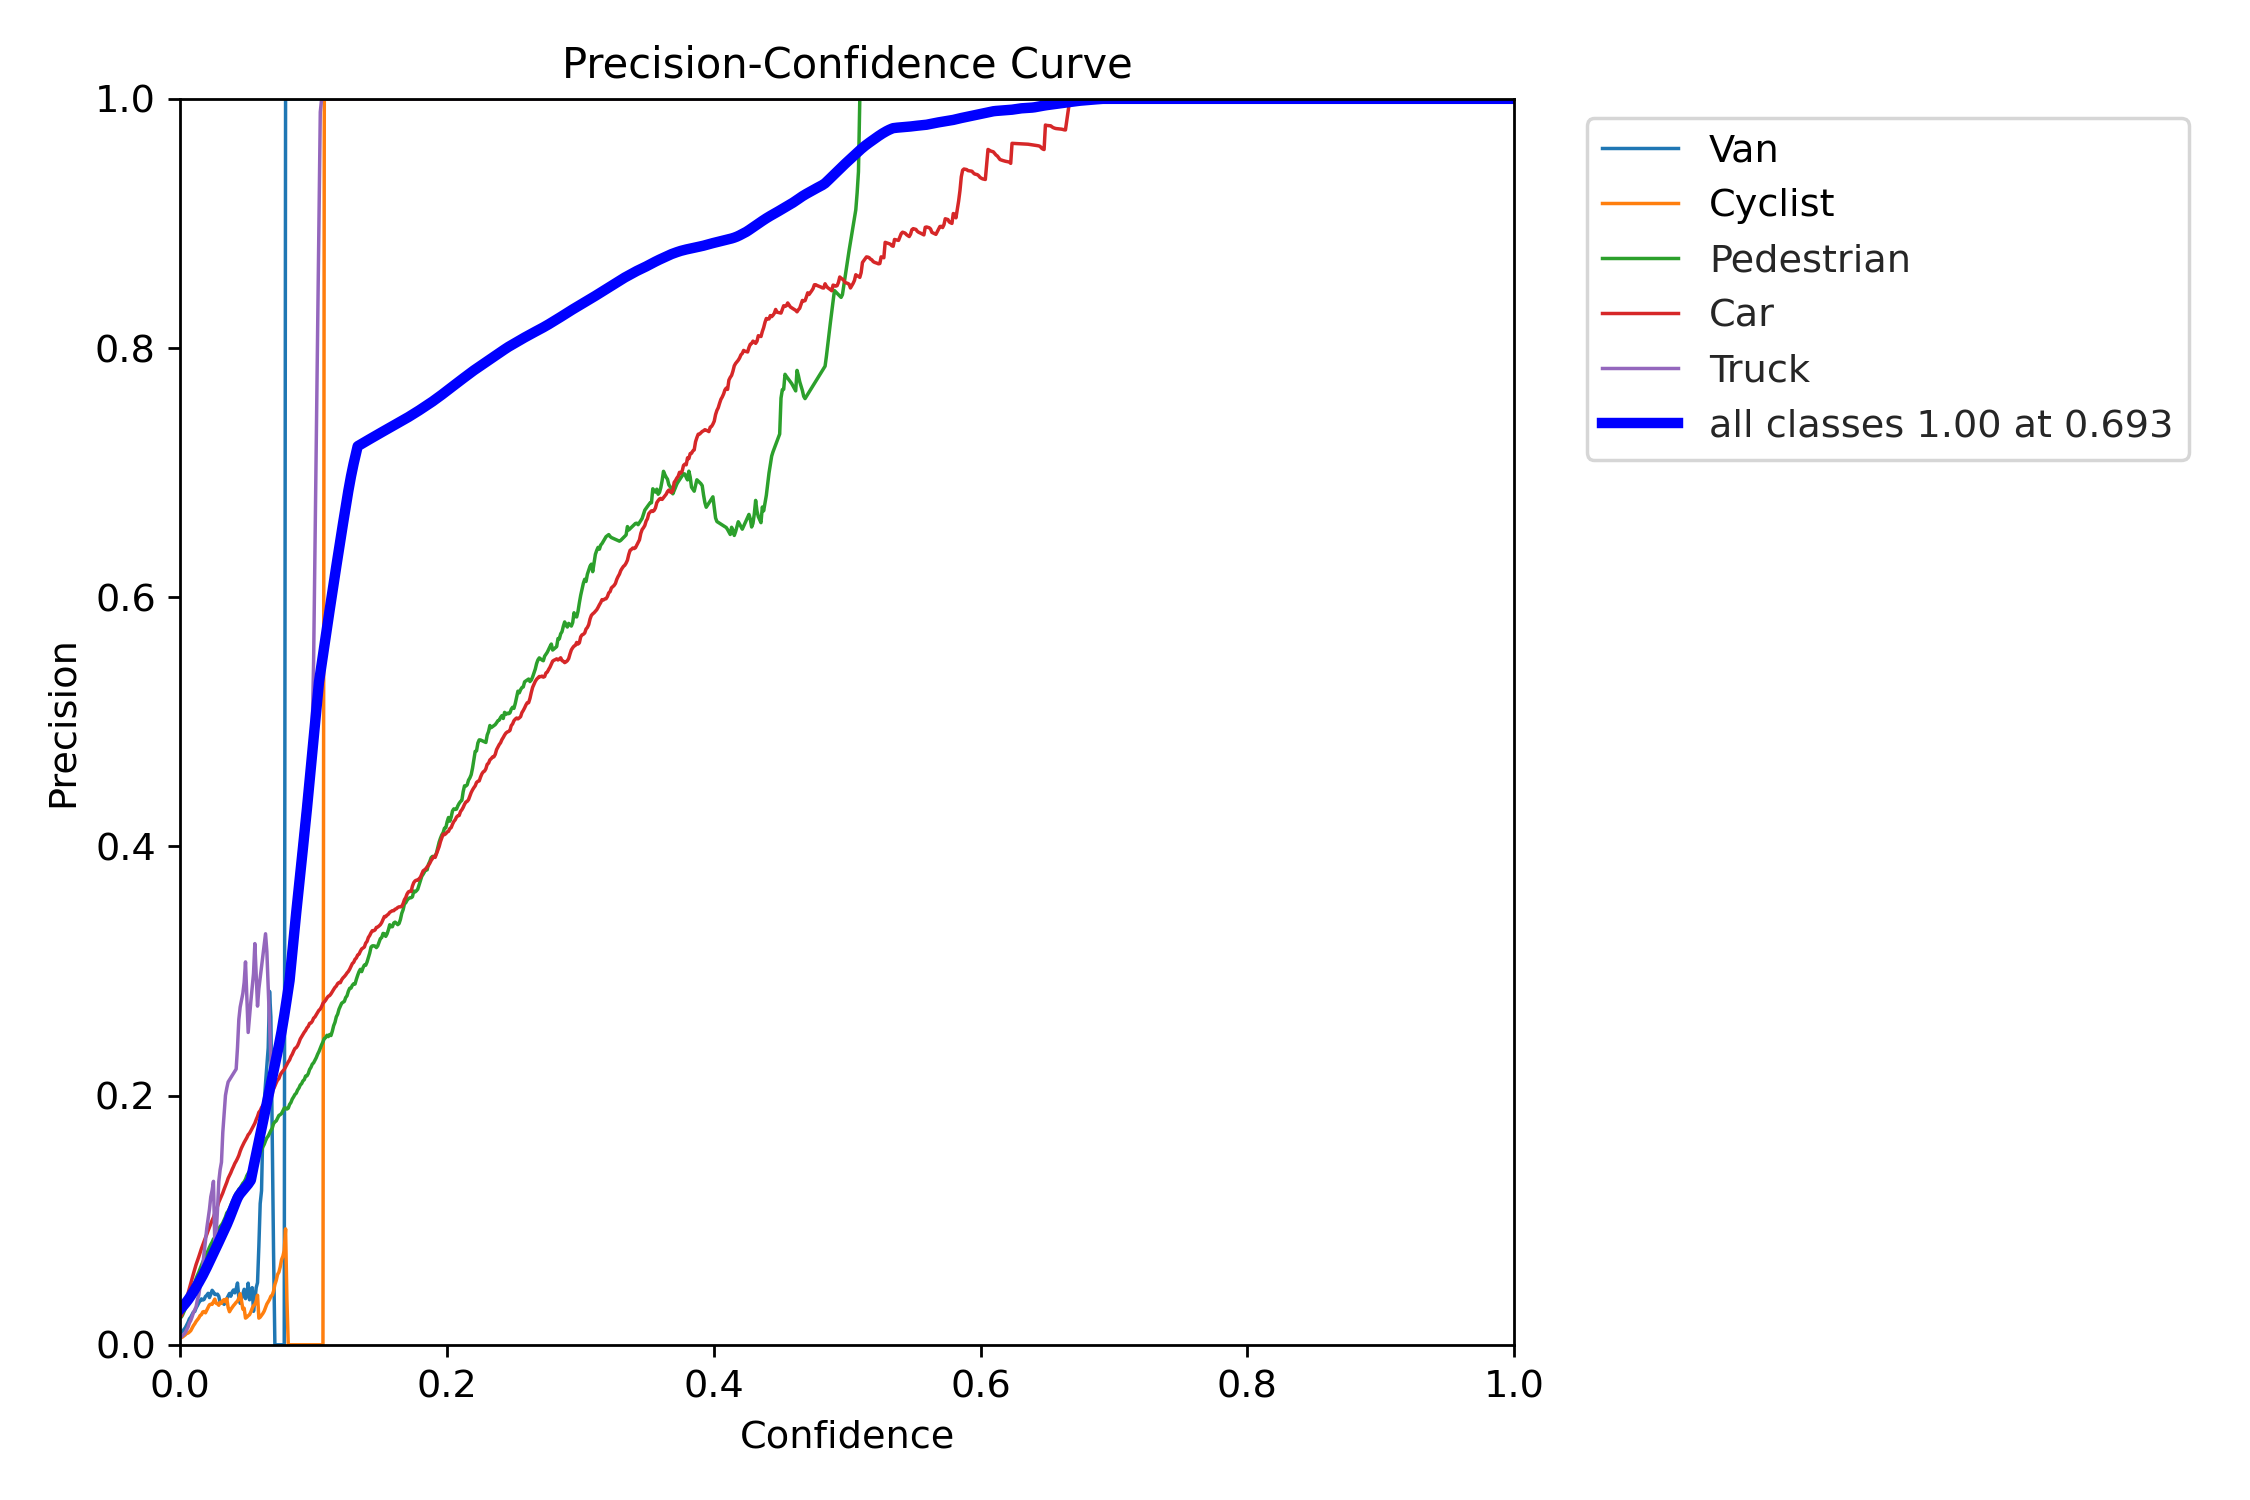 Precision-Confidence Curve
1.0
0.8
0.6
0.4
0.2
0.0
Precision
0.0 0.2 0.4 0.6 0.8 1.0
Confidence
Van
Cyclist
Pedestrian
Car
Truck
all classes 1.00 at 0.693